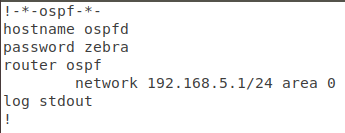 !-*-ospf-*-
hostname ospfd
password zebra
router ospf
        network 192.168.5.1/24 area 0
log stdout
!